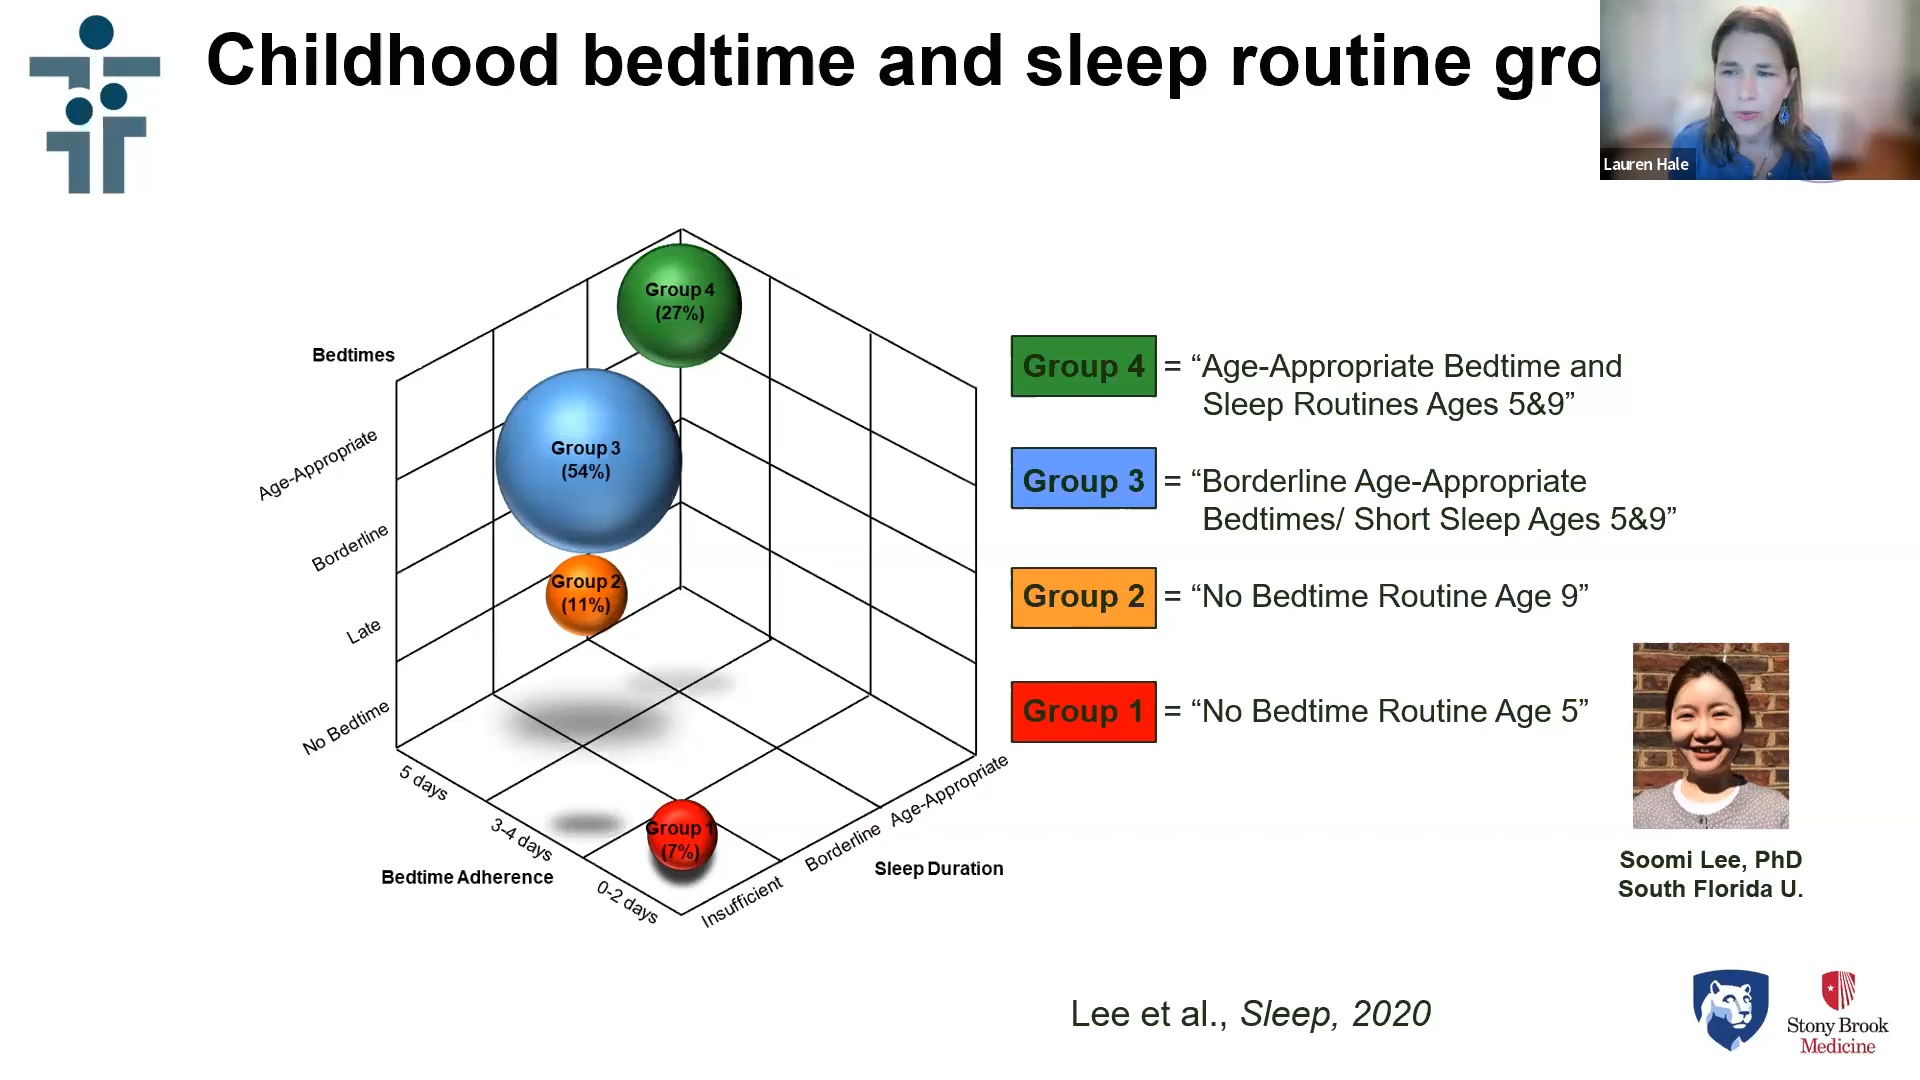 Childhood bedtime and sleep routine gro
Lauren Hale
Group 4
(27%)
Bedtimes
Group 3
(54%)
Age-Appropriate
Borderline
Group 2
(11%)
Late
No Bedtime
5 days
3-4 days
0-2 days
Bedtime Adherence
Group 1
(7%)
Insufficient
Borderline
Age-Appropriate
Sleep Duration
Group 4 = “Age-Appropriate Bedtime and
Sleep Routines Ages 5&9”
Group 3 = “Borderline Age-Appropriate
Bedtimes/ Short Sleep Ages 5&9”
Group 2 = “No Bedtime Routine Age 9”
Group 1 = “No Bedtime Routine Age 5”
Soomi Lee, PhD
South Florida U.
Lee et al., Sleep, 2020
Stony Brook
Medicine